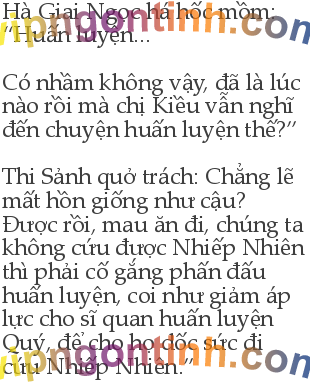 Hà Giai Ngọc há hốc mồm:
“Huấn luyện...
Có nhầm không vậy, đã là lúc
nào rồi mà chị Kiều vẫn nghĩ
đến chuyện huấn luyện thế?”
Thi Sảnh quở trách: Chẳng lẽ
mất hồn giống như cậu?
Được rồi, mau ăn đi, chúng ta
không cứu được Nhiếp Nhiên
thì phải cố gắng phấn đấu
huấn luyện, coi như giảm áp
lực cho sĩ quan huấn luyện
Quý, để cho họ dốc sức đi
cứu Nhiếp Nhiên.”
vipngontinh.com